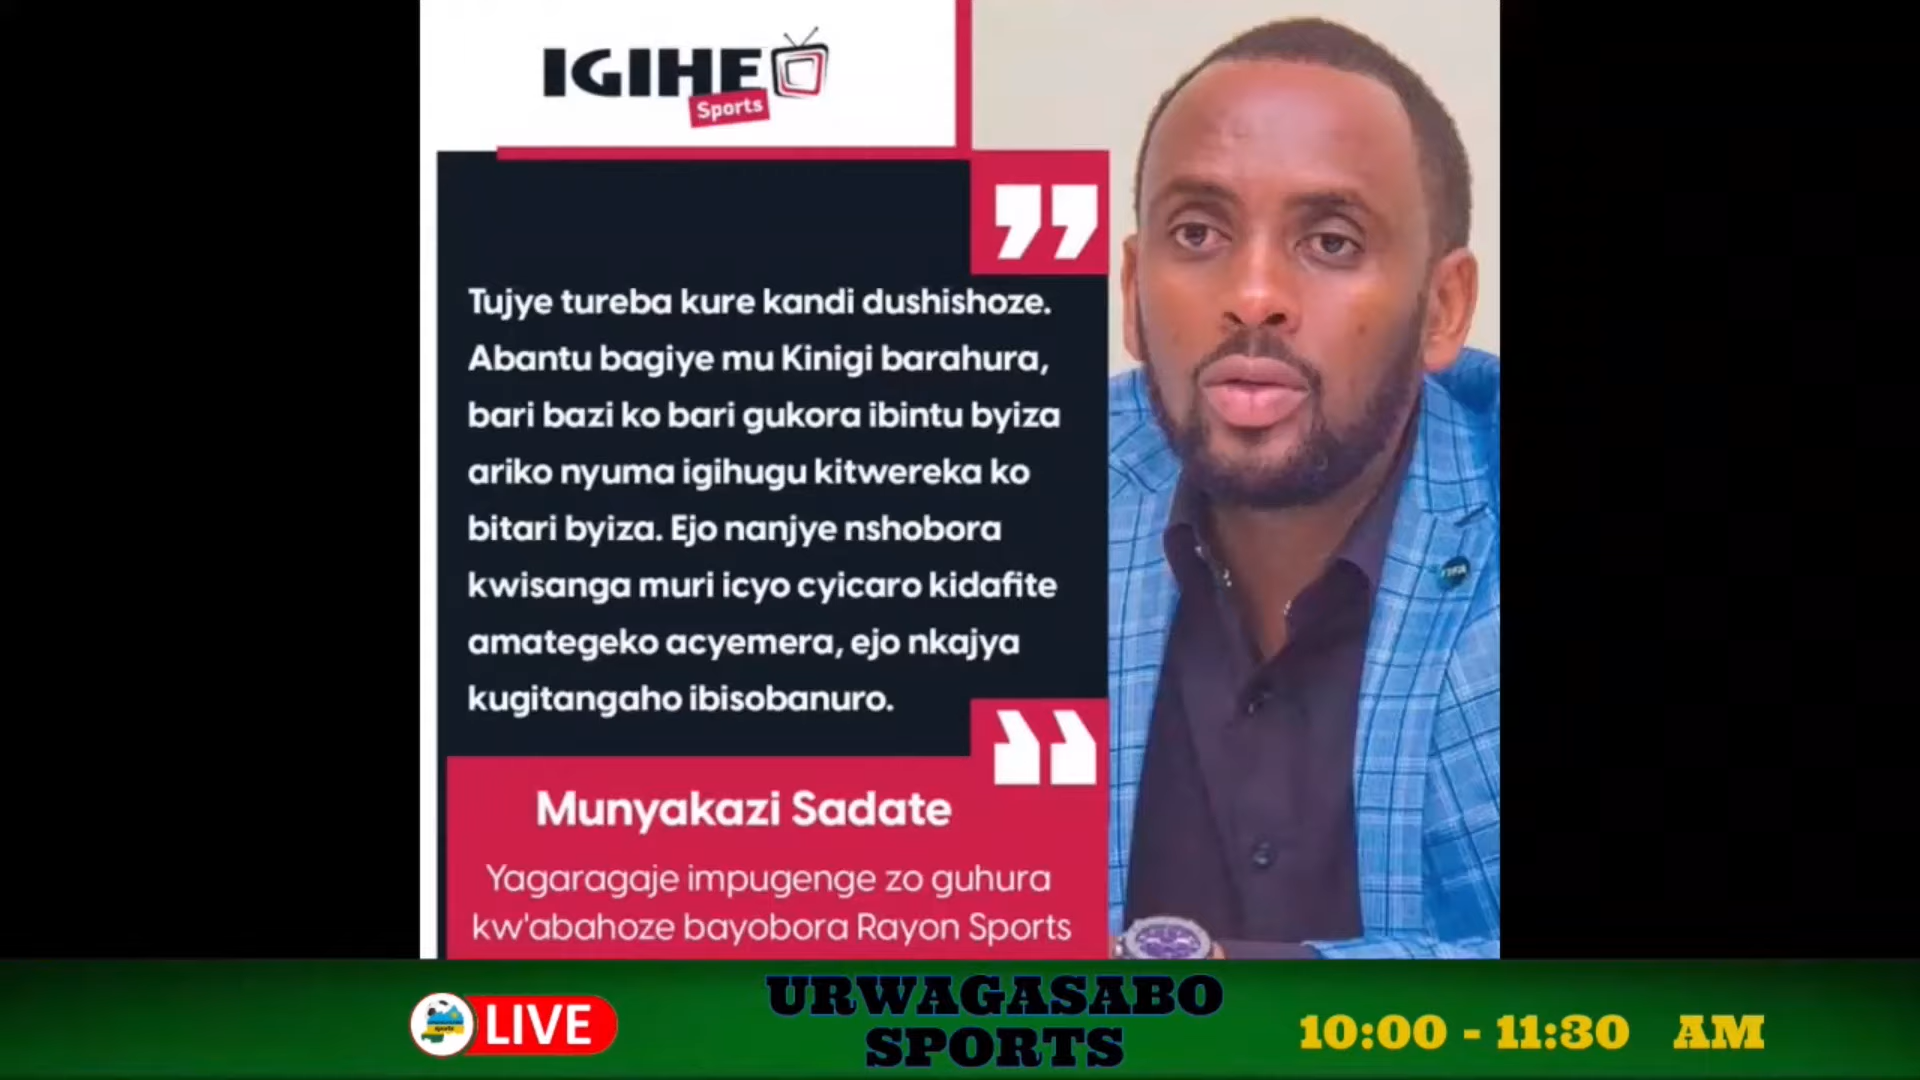 IGIHE
Sports
Tujye tureba kure kandi dushishoze.
Abantu bagiye mu Kinigi barahura,
bari bazi ko bari gukora ibintu byiza
ariko nyuma igihugu kitwereka ko
bitari byiza. Ejo nanjye nshobora
kwisanga muri icyo cyicaro kidafite
amategeko acyemera, ejo nkajya
kugitangaho ibisobanuro.
Munyakazi Sadate
Yagaragaje impugenge zo guhura
kw'abahoze bayobora Rayon Sports
FIFA
LIVE
URWAGASABO
SPORTS
10:00 - 11:30 AM